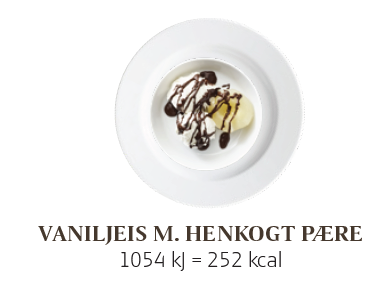 VANILJEIS M. HENKOGT PÆRE
1054 kJ = 252 kcal